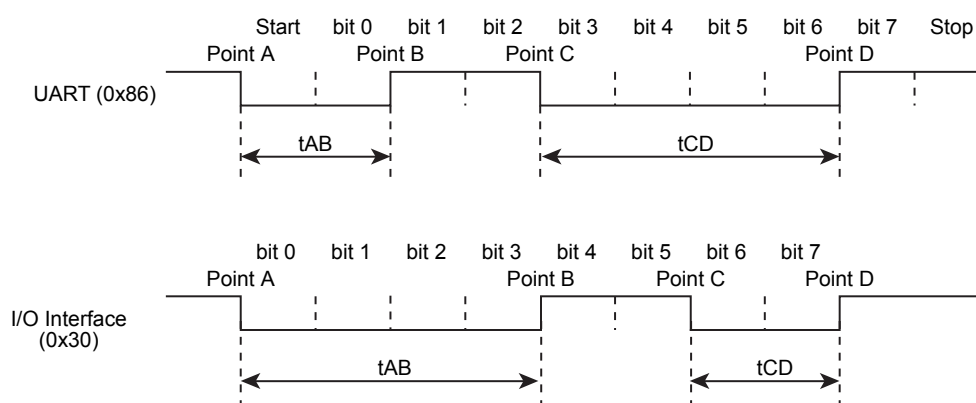 Start bit 0 bit 1 bit 2 bit 3 bit 4 bit 5 bit 6 bit 7 Stop
Point A Point B Point C Point D
UART (0x86)
tAB tCD
bit 0 bit 1 bit 2 bit 3 bit 4 bit 5 bit 6 bit 7
Point A Point B Point C Point D
I/O Interface
(0x30)
tAB tCD